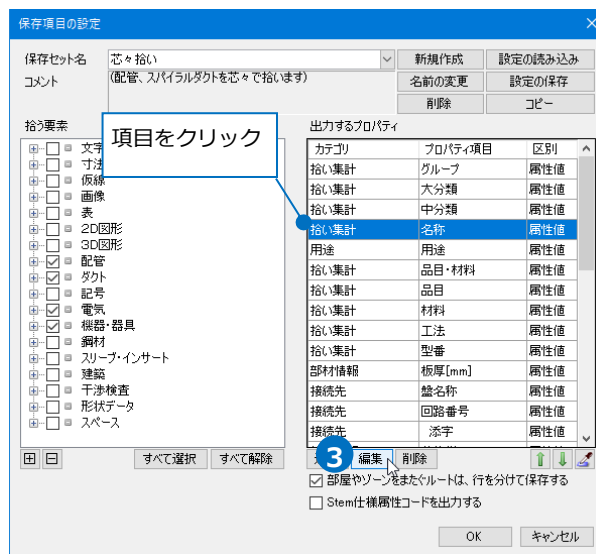 保存項目の設定
保存セット名 芯々拾い 新規作成 設定の読み込み
コメント (配管、スパイラルダクトを芯々で拾います) 名前の変更 設定の保存
削除 コピー
拾う要素
出力するプロパティ
項目をクリック
文字
寸法
仮線
画像
表
2D図形
3D図形
配管
ダクト
記号
電気
機器・器具
鋼材
スリーブ・インサート
建築
干渉検査
形状データ
スペース
すべて選択 すべて解除
カテゴリ プロパティ項目 区別
拾い集計 グループ 属性値
拾い集計 大分類 属性値
拾い集計 中分類 属性値
拾い集計 名称 属性値
用途 用途 属性値
拾い集計 品目・材料 属性値
拾い集計 品目 属性値
拾い集計 材料 属性値
拾い集計 工法 属性値
拾い集計 型番 属性値
部材情報 板厚[mm] 属性値
接続先 盤名称 属性値
接続先 回路番号 属性値
接続先 添字 属性値
3 編集 削除
部屋やゾーンをまたぐルートは、行を分けて保存する
Stem仕様属性コードを出力する
OK キャンセル